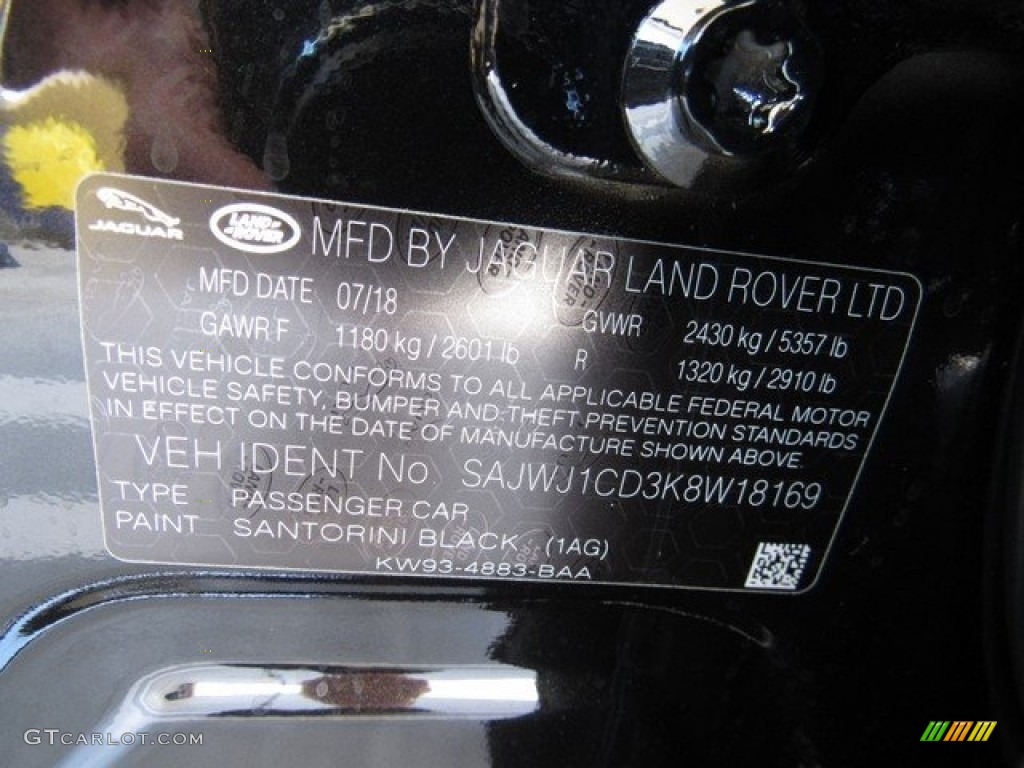 JAGUAR LAND ROVER MFD BY JAGUAR LAND ROVER LTD
MFD DATE 07/18 GVWR 2430 kg / 5357 lb
GAWR F 1180 kg / 2601 lb R 1320 kg / 2910 lb
THIS VEHICLE CONFORMS TO ALL APPLICABLE FEDERAL MOTOR
VEHICLE SAFETY, BUMPER AND THEFT PREVENTION STANDARDS
IN EFFECT ON THE DATE OF MANUFACTURE SHOWN ABOVE.
VEH IDENT No SAJWJ1CD3K8W18169
TYPE PASSENGER CAR
PAINT SANTORINI BLACK (1AG)
KW93-4883-BAA
GTCARLOT.COM